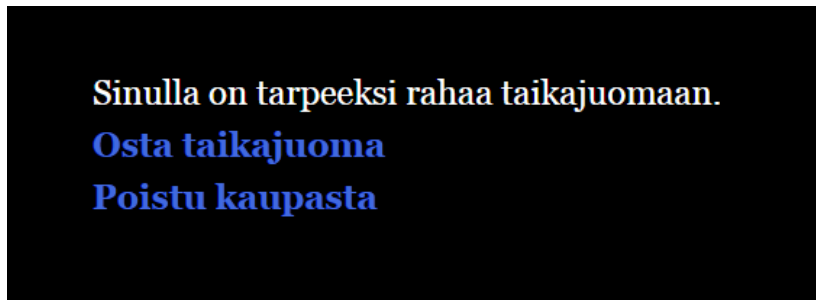 Sinulla on tarpeeksi rahaa taikajuomaan.
Osta taikajuoma
Poistu kaupasta